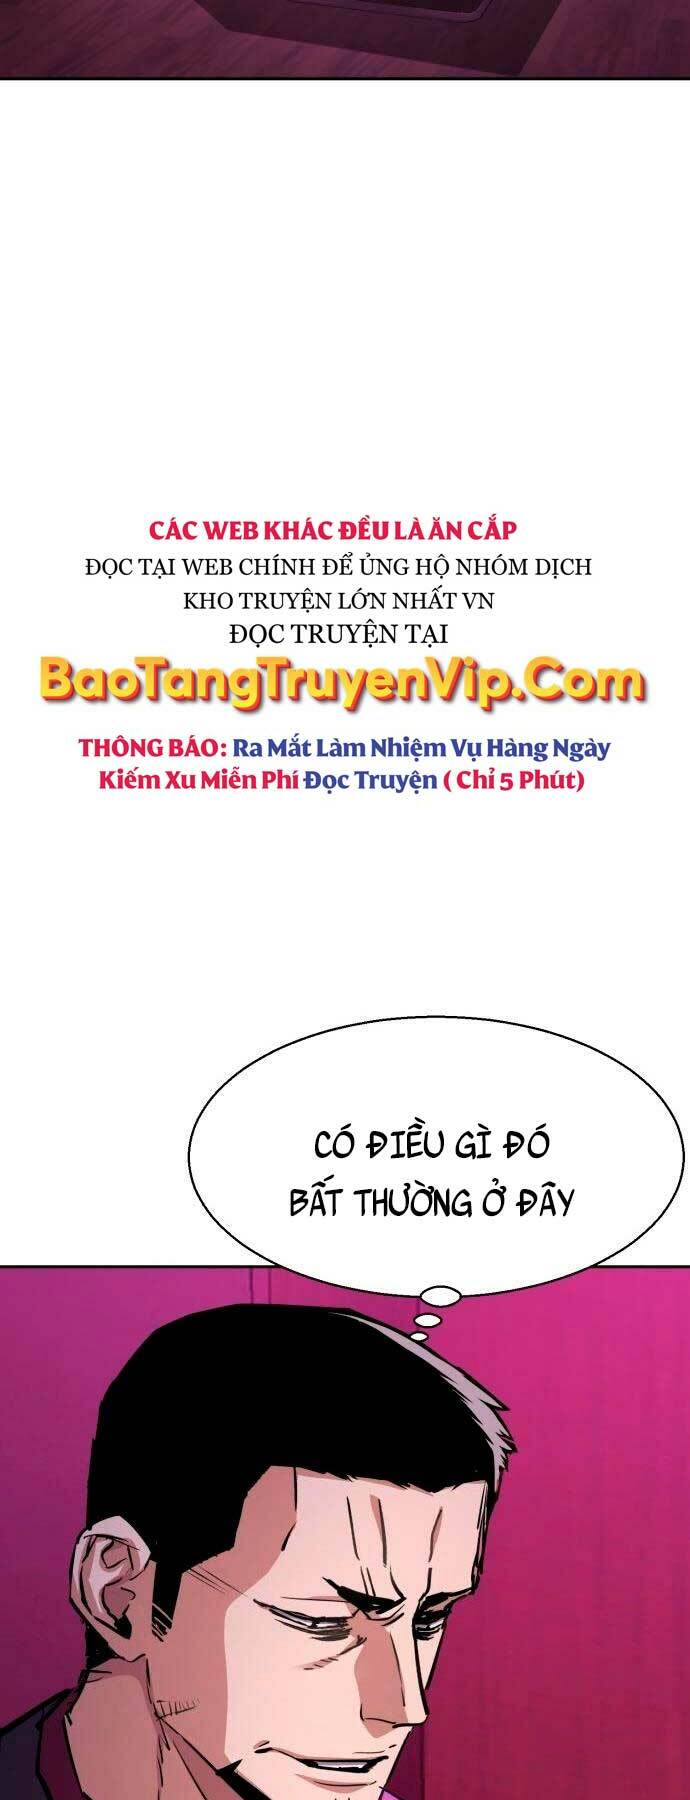 CÁC WEB KHÁC ĐỀU LÀ ĂN CẮP
ĐỌC TẠI WEB CHÍNH ĐỂ ỦNG HỘ NHÓM DỊCH
KHO TRUYỆN LỚN NHẤT VN
ĐỌC TRUYỆN TẠI
BaoTangTruyenVip.Com
THÔNG BÁO: Ra Mắt Làm Nhiệm Vụ Hàng Ngày
Kiếm Xu Miễn Phí Đọc Truyện ( Chỉ 5 Phút)
CÓ ĐIỀU GÌ ĐÓ
BẤT THƯỜNG Ở ĐÂY